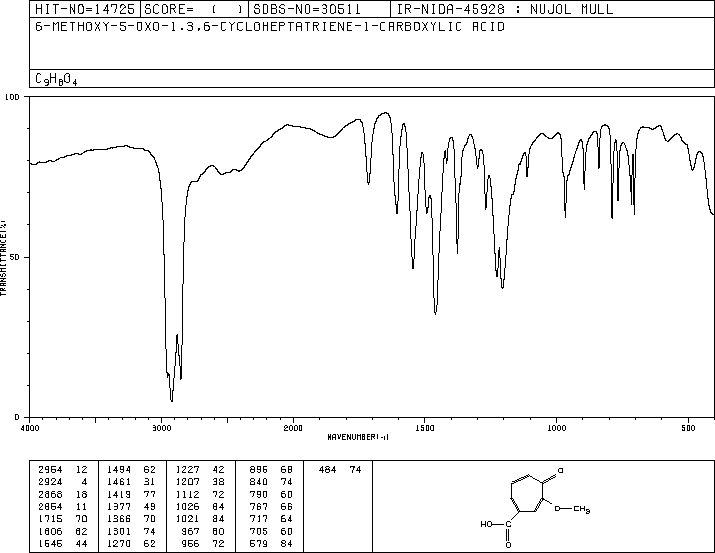 HIT-NO=14725 SCORE= ( ) SDBS-NO=30511 IR-NIDA-45928 : NUJOL MULL
6-METHOXY-5-OXO-1,3,6-CYCLOHEPTATRIENE-1-CARBOXYLIC ACID
C9H8O4
100
50
0
TRANSMITTANCE(%)
4000 3000 2000 1500 1000 500
WAVENUMBER(-1)
2954 12 1494 62 1227 42 896 68 484 74
2924 4 1461 31 1207 38 840 74
2868 18 1419 77 1112 72 790 60
2854 11 1377 49 1026 84 767 66
1715 70 1366 70 1021 84 717 64
1606 62 1301 74 967 60 705 60
1545 44 1270 62 956 72 579 84
O
O CH3
HO C
O